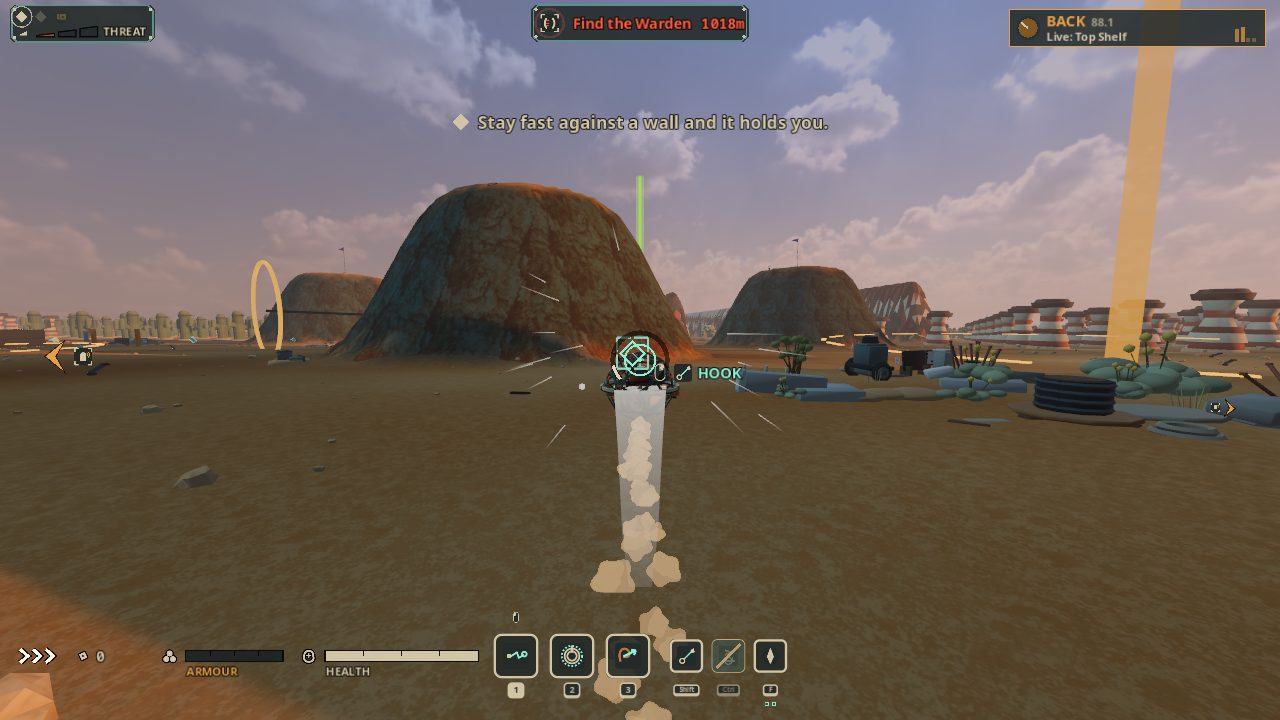 THREAT
Find the Warden 1018m
BACK 88.1
Live: Top Shelf
Stay fast against a wall and it holds you.
HOOK
0
ARMOUR
HEALTH
1
2
3
Shift
Ctrl
F